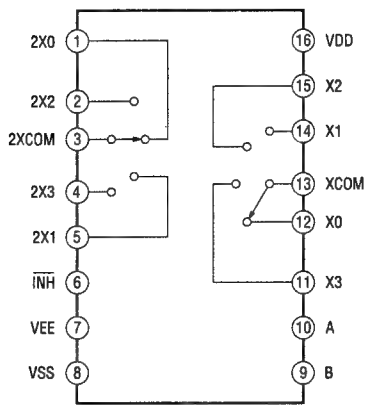 2X0 1 16 VDD
2X2 2 15 X2
2XCOM 3 14 X1
2X3 4 13 XCOM
2X1 5 12 X0
INH 6 11 X3
VEE 7 10 A
VSS 8 9 B